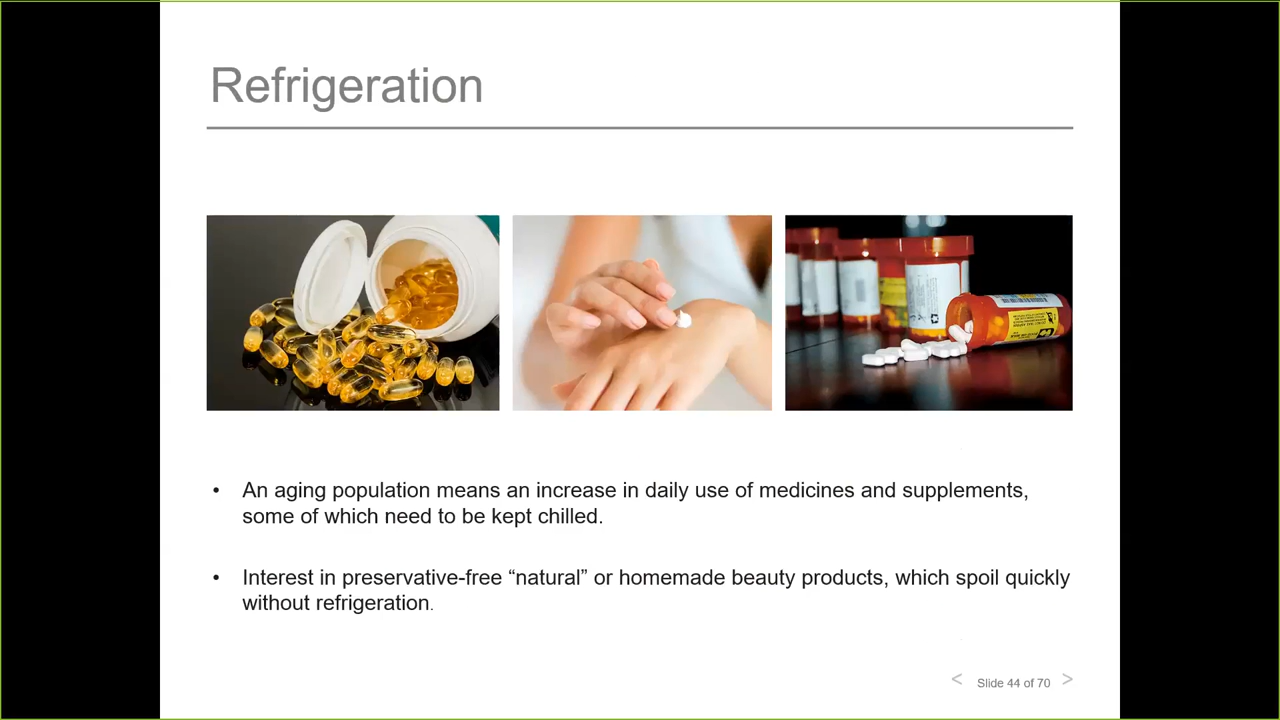 Refrigeration
• An aging population means an increase in daily use of medicines and supplements,
some of which need to be kept chilled.
• Interest in preservative-free “natural” or homemade beauty products, which spoil quickly
without refrigeration.
< Slide 44 of 70 >